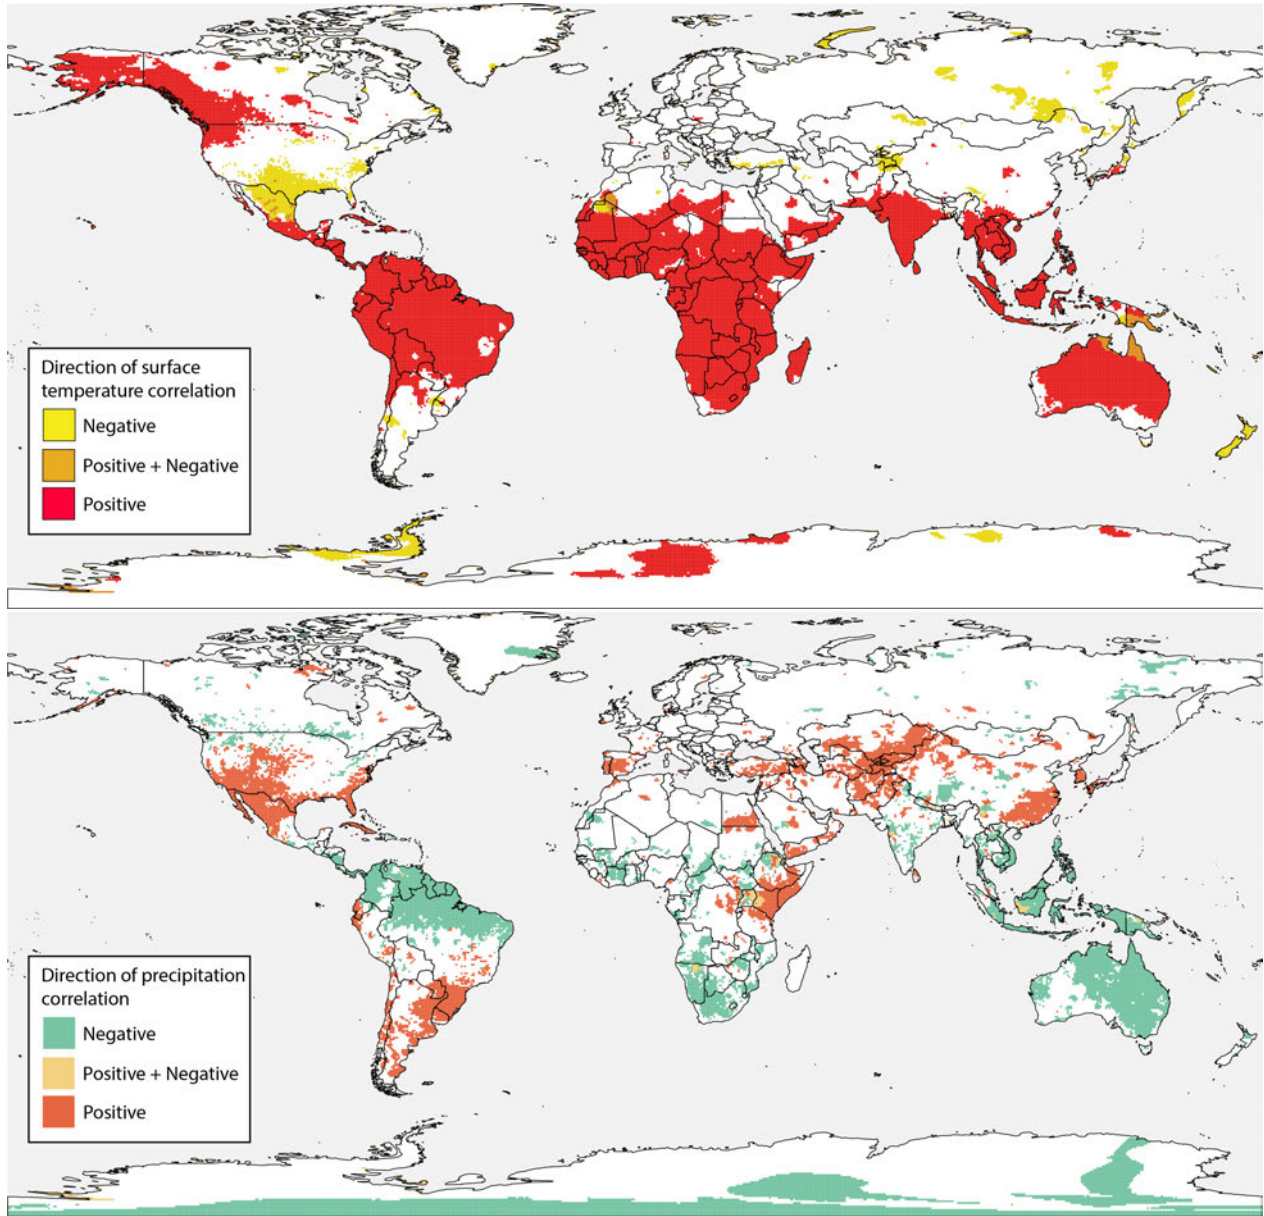 Direction of surface
temperature correlation
Negative
Positive + Negative
Positive
Direction of precipitation
correlation
Negative
Positive + Negative
Positive